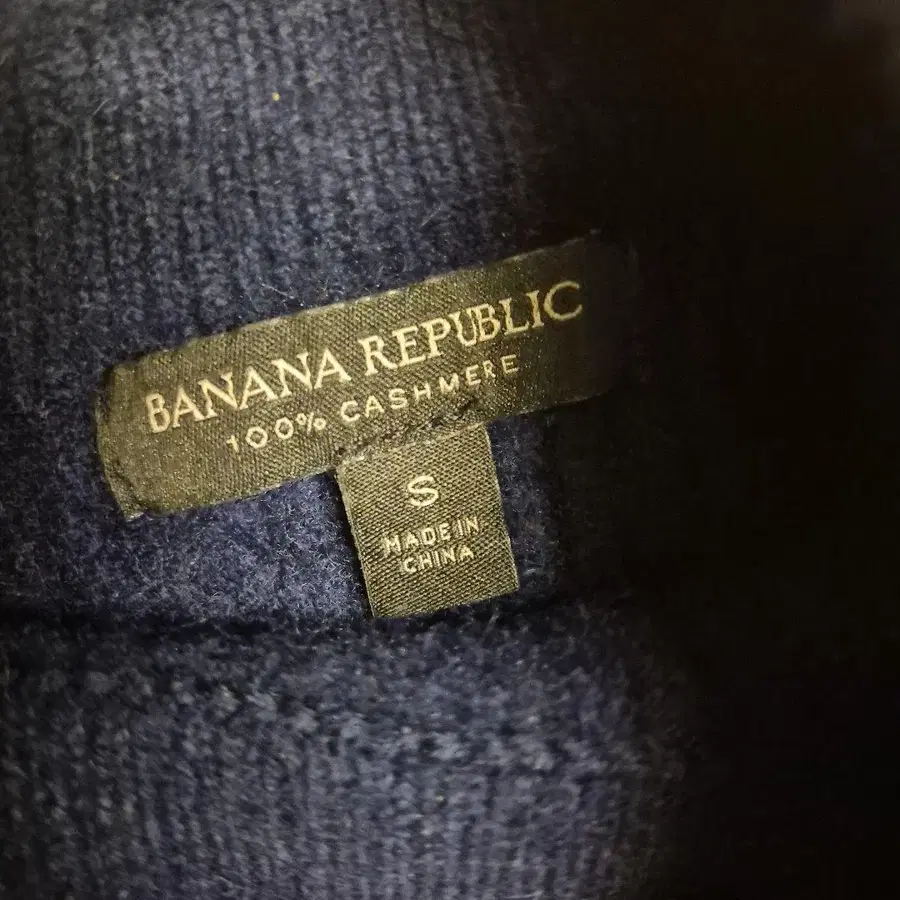 BANANA REPUBLIC
100% CASHMERE
S
MADE IN
CHINA